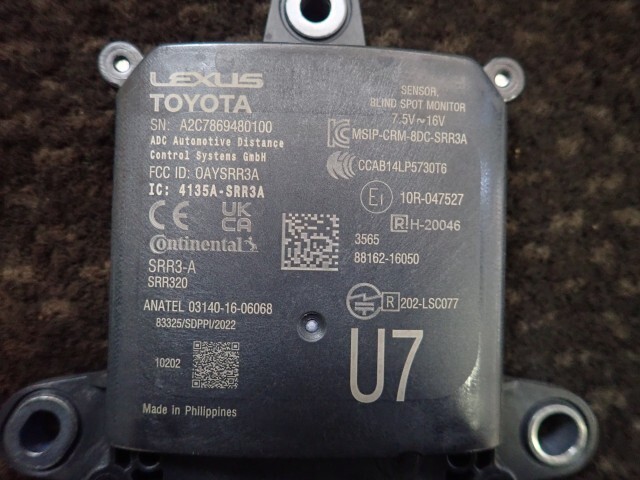 LEXUS
TOYOTA
SN: A2C7869480100
ADC Automotive Distance
Control Systems GmbH
FCC ID: OAYSRR3A
IC: 4135A-SRR3A
CE UK CA
Continental
SRR3-A
SRR320
ANATEL 03140-16-06068
83325/SDPPI/2022
10202
Made in Philippines
SENSOR,
BLIND SPOT MONITOR
7.5V~16V
MSIP-CRM-8DC-SRR3A
CCC CCAB14LP5730T6
E1 10R-047527
R H-20046
3565
88162-16050
R 202-LSC077
U7